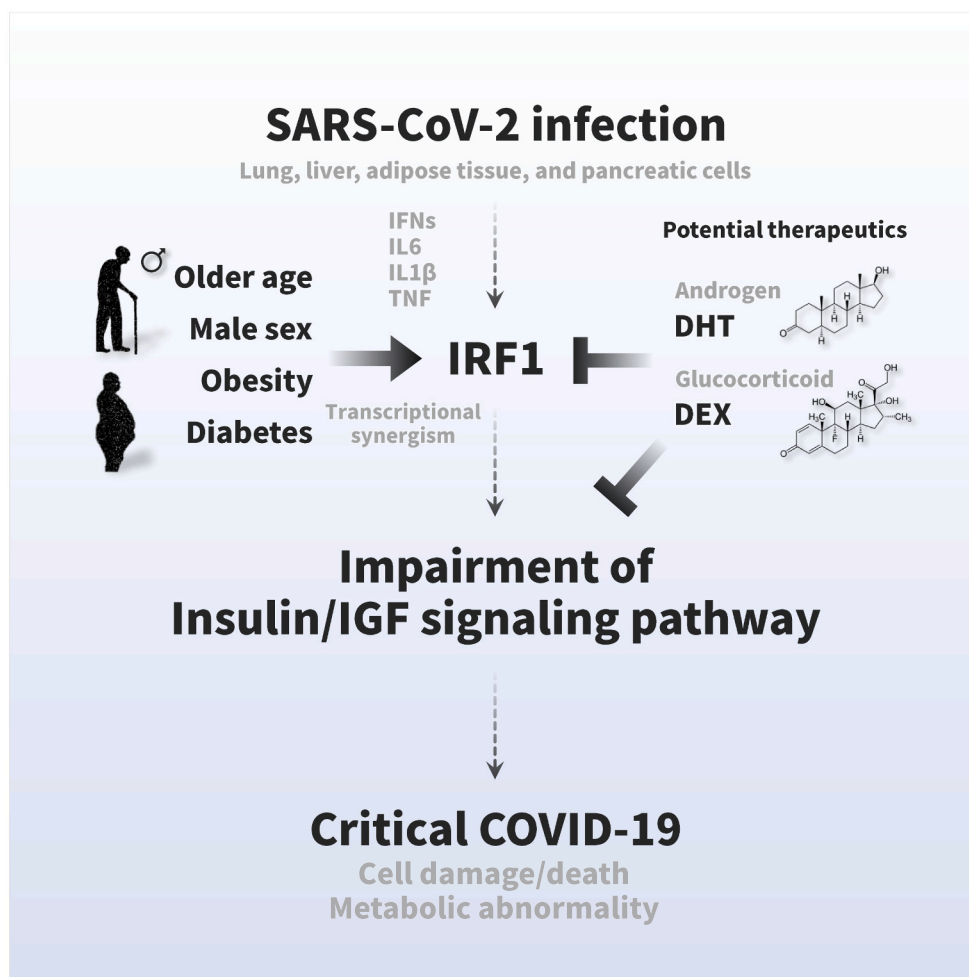 SARS-CoV-2 infection
Lung, liver, adipose tissue, and pancreatic cells
IFNs
IL6
IL1β
TNF
Potential therapeutics
♂
Older age
Male sex
Obesity
Diabetes
IRF1
Transcriptional
synergism
Androgen
DHT
OH
H
H
H
O
H
Glucocorticoid
DEX
OH
O
H₃C
HO
OH
H₃C
H
CH₃
F
H
O
Impairment of
Insulin/IGF signaling pathway
Critical COVID-19
Cell damage/death
Metabolic abnormality